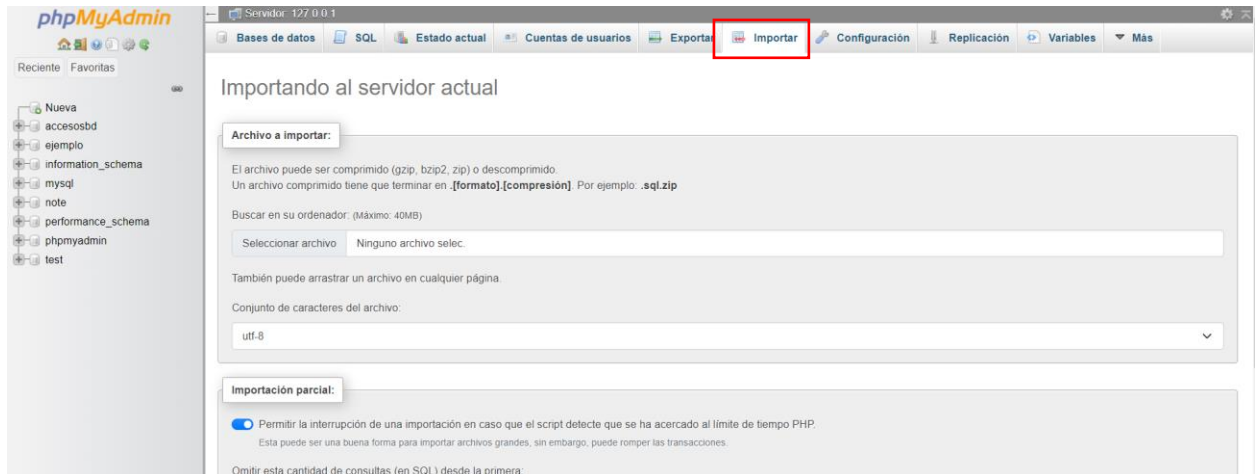 phpMyAdmin
Reciente Favoritas
Nueva
accesosbd
ejemplo
information_schema
mysql
note
performance_schema
phpmyadmin
test
Servidor: 127.0.0.1
Bases de datos SQL Estado actual Cuentas de usuarios Exportar Importar Configuración Replicación Variables Más
Importando al servidor actual
Archivo a importar:
El archivo puede ser comprimido (gzip, bzip2, zip) o descomprimido.
Un archivo comprimido tiene que terminar en .[formato].[compresión]. Por ejemplo: .sql.zip
Buscar en su ordenador: (Máximo: 40MB)
Seleccionar archivo Ninguno archivo selec.
También puede arrastrar un archivo en cualquier página.
Conjunto de caracteres del archivo:
utf-8
Importación parcial:
Permitir la interrupción de una importación en caso que el script detecte que se ha acercado al límite de tiempo PHP.
Esta puede ser una buena forma para importar archivos grandes, sin embargo, puede romper las transacciones.
Omitir esta cantidad de consultas (en SQL) desde la primera: